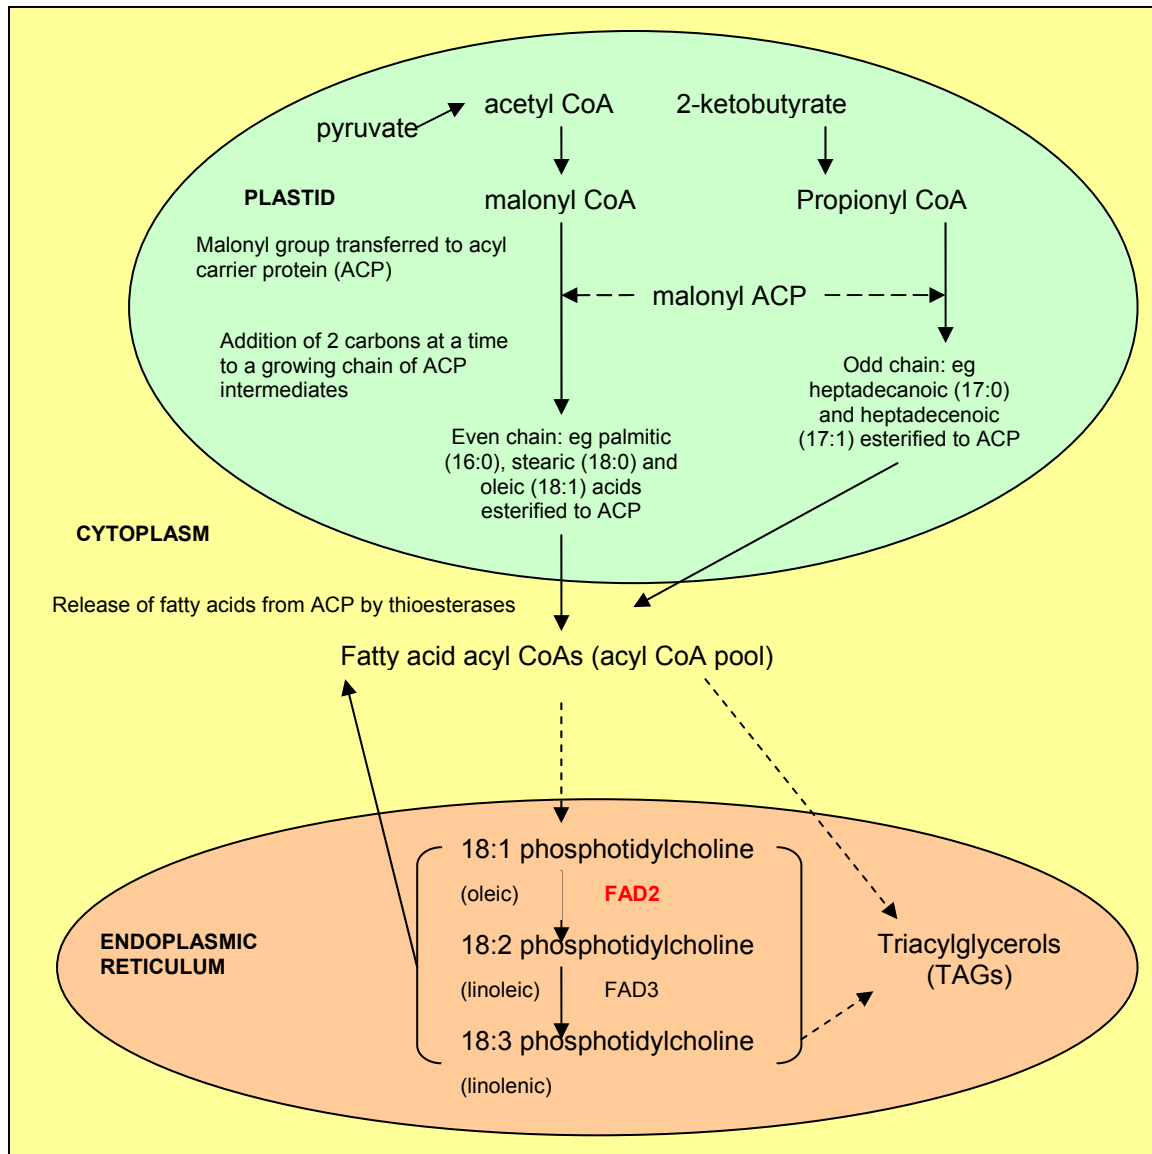 acetyl CoA
2-ketobutyrate
pyruvate
PLASTID
malonyl CoA
Propionyl CoA
Malonyl group transferred to acyl
carrier protein (ACP)
malonyl ACP
Addition of 2 carbons at a time
to a growing chain of ACP
intermediates
Odd chain: eg
heptadecanoic (17:0)
and heptadecenoic
(17:1) esterified to ACP
Even chain: eg palmitic
(16:0), stearic (18:0) and
oleic (18:1) acids
esterified to ACP
CYTOPLASM
Release of fatty acids from ACP by thioesterases
Fatty acid acyl CoAs (acyl CoA pool)
18:1 phosphotidylcholine
(oleic)
FAD2
18:2 phosphotidylcholine
(linoleic)
FAD3
18:3 phosphotidylcholine
(linolenic)
ENDOPLASMIC
RETICULUM
Triacylglycerols
(TAGs)